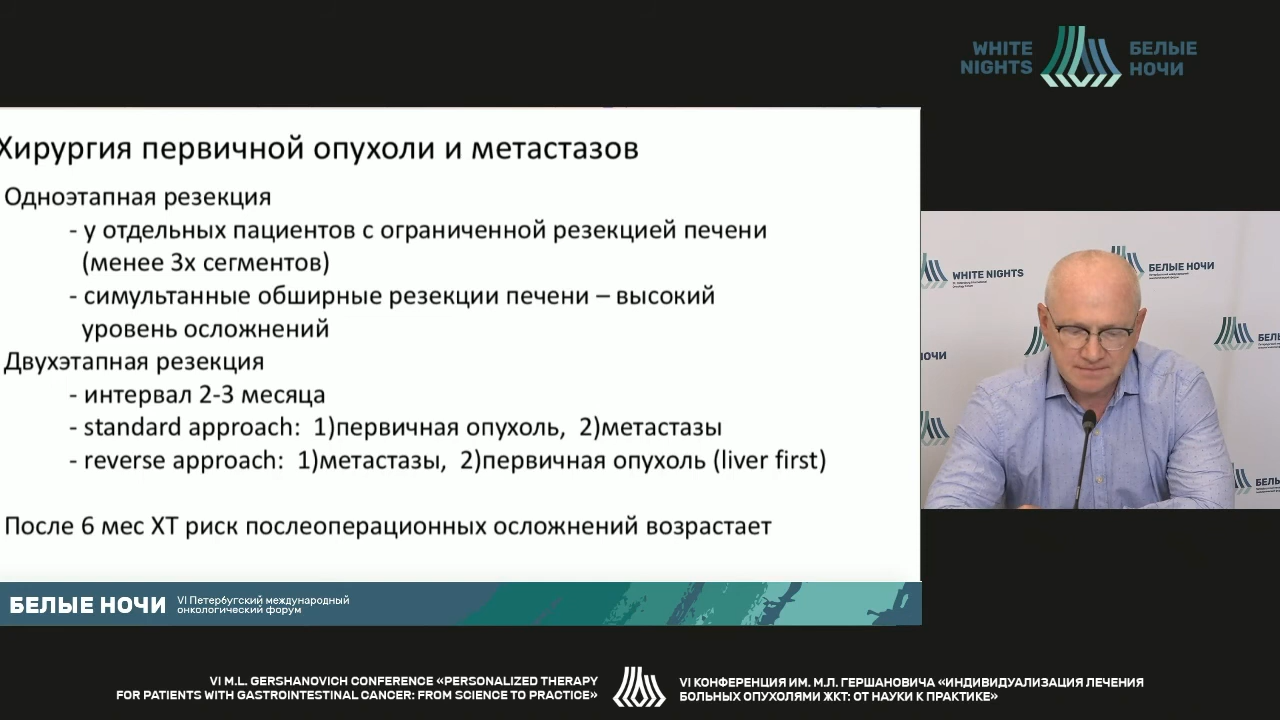 WHITE
NIGHTS
БЕЛЫЕ
НОЧИ
Хирургия первичной опухоли и метастазов
Одноэтапная резекция
- у отдельных пациентов с ограниченной резекцией печени
(менее 3х сегментов)
- симультанные обширные резекции печени – высокий
уровень осложнений
Двухэтапная резекция
- интервал 2-3 месяца
- standard approach: 1)первичная опухоль, 2)метастазы
- reverse approach: 1)метастазы, 2)первичная опухоль (liver first)
После 6 мес ХТ риск послеоперационных осложнений возрастает
WHITE NIGHTS
БЕЛЫЕ НОЧИ
НОЧИ
БЕЛЫЕ НОЧИ
VI Петербургский международный
онкологический форум
VI M.L. GERSHANOVICH CONFERENCE «PERSONALIZED THERAPY
FOR PATIENTS WITH GASTROINTESTINAL CANCER: FROM SCIENCE TO PRACTICE»
VI КОНФЕРЕНЦИЯ ИМ. М.Л. ГЕРШАНОВИЧА «ИНДИВИДУАЛИЗАЦИЯ ЛЕЧЕНИЯ
БОЛЬНЫХ ОПУХОЛЯМИ ЖКТ: ОТ НАУКИ К ПРАКТИКЕ»